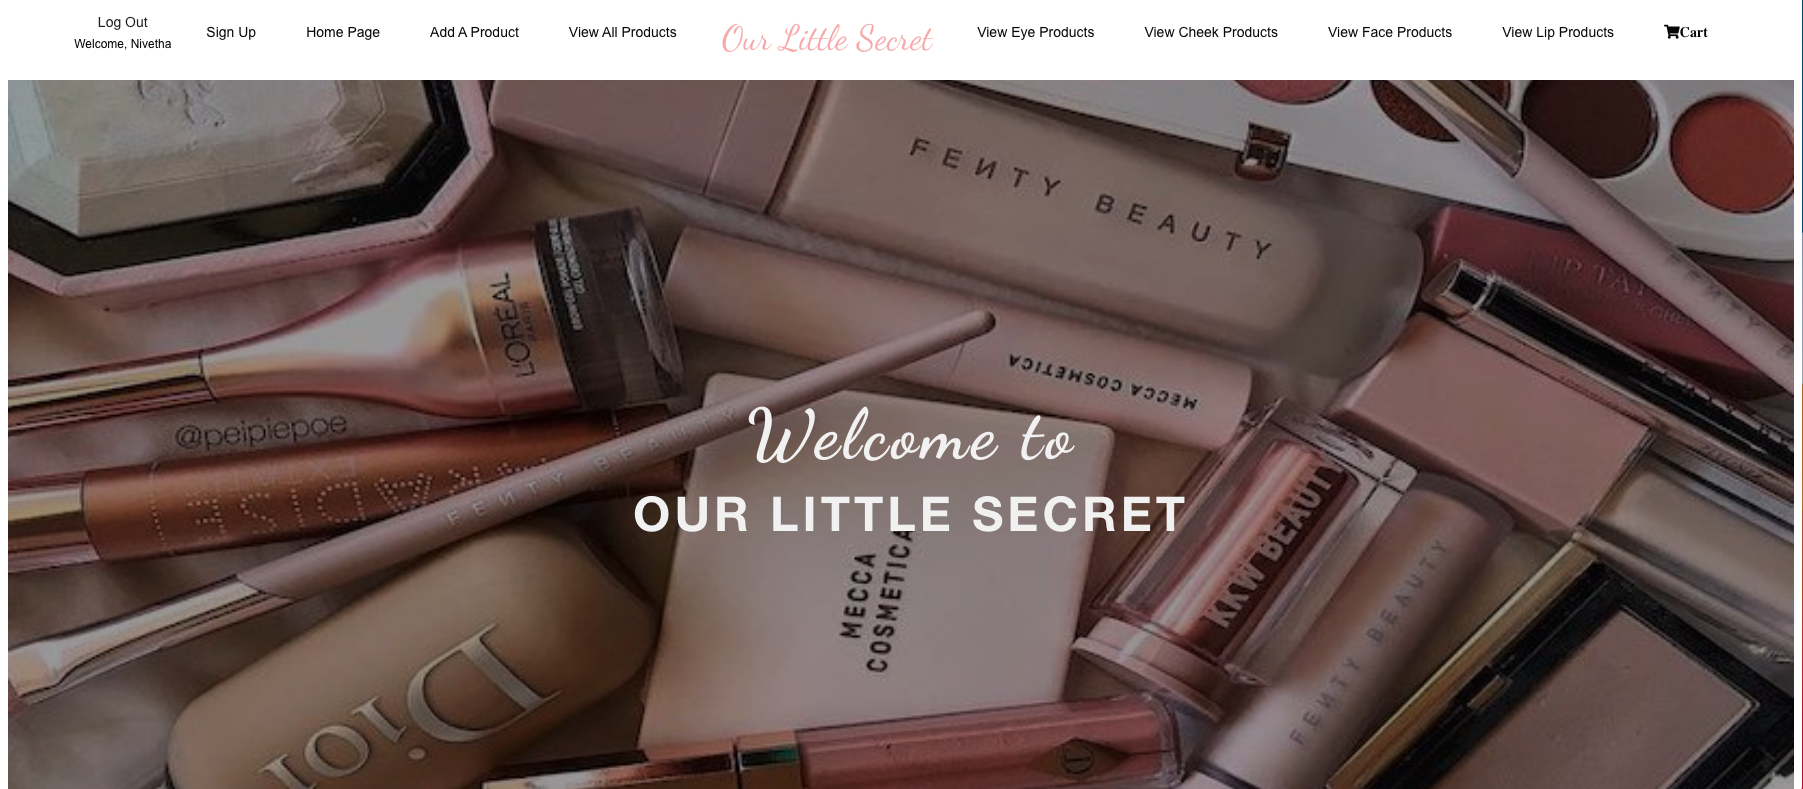 Log Out
Welcome, Nivetha
Sign Up
Home Page
Add A Product
View All Products
Our Little Secret
View Eye Products
View Cheek Products
View Face Products
View Lip Products
Cart
FENTY BEAUTY
L'ORÉAL
PARIS
MECCA COSMETICA
@peipiepoe
Welcome to
OUR LITTLE SECRET
FENTY BEAUTY
MECCA
COSMETICA
KKW BEAUTY
FENTY BEAUTY
Dior